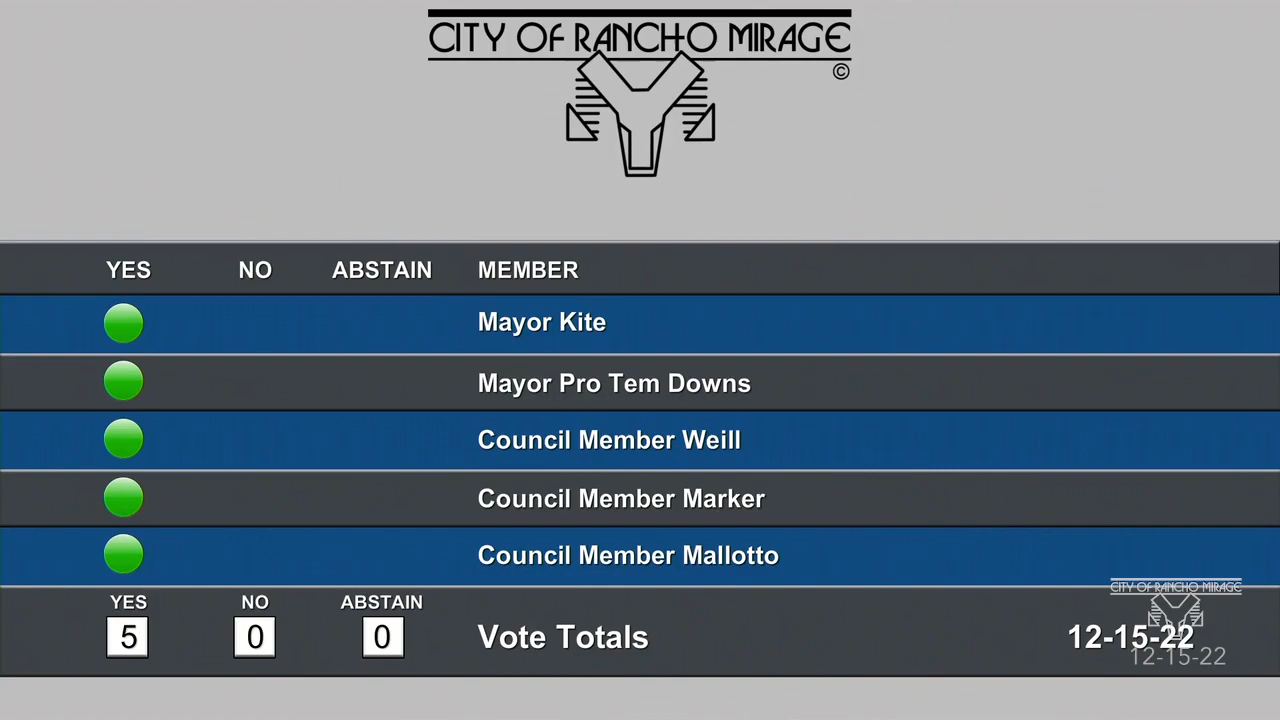 CITY OF RANCHO MIRAGE
©
YES NO ABSTAIN MEMBER
Mayor Kite
Mayor Pro Tem Downs
Council Member Weill
Council Member Marker
Council Member Mallotto
YES NO ABSTAIN
5 0 0 Vote Totals 12-15-22
CITY OF RANCHO MIRAGE
12-15-22